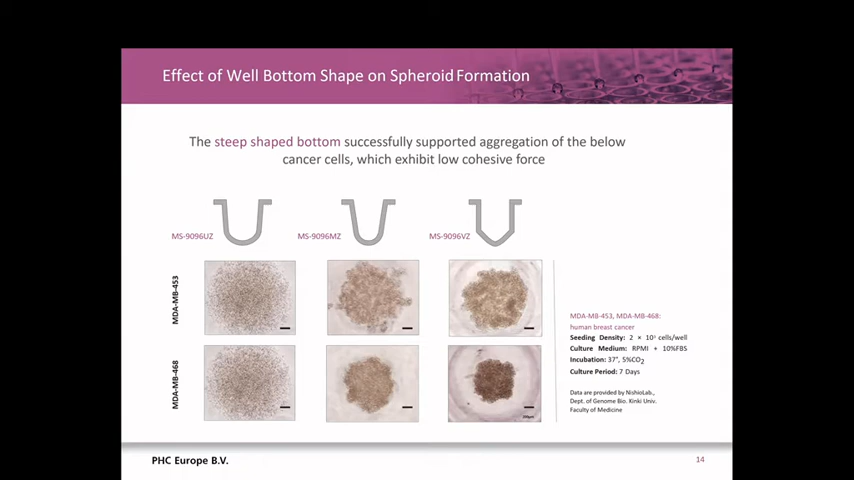 Effect of Well Bottom Shape on Spheroid Formation
The steep shaped bottom successfully supported aggregation of the below
cancer cells, which exhibit low cohesive force
MS-9096UZ
MS-9096MZ
MS-9096VZ
MDA-MB-453
MDA-MB-468
MDA-MB-453, MDA-MB-468:
human breast cancer
Seeding Density: 2 × 10 cells/well
Culture Medium: RPMI + 10%FBS
Incubation: 37°, 5%CO2
Culture Period: 7 Days
Data are provided by NishioLab.,
Dept. of Genome Bio. Kinki Univ.
Faculty of Medicine
PHC Europe B.V.
14